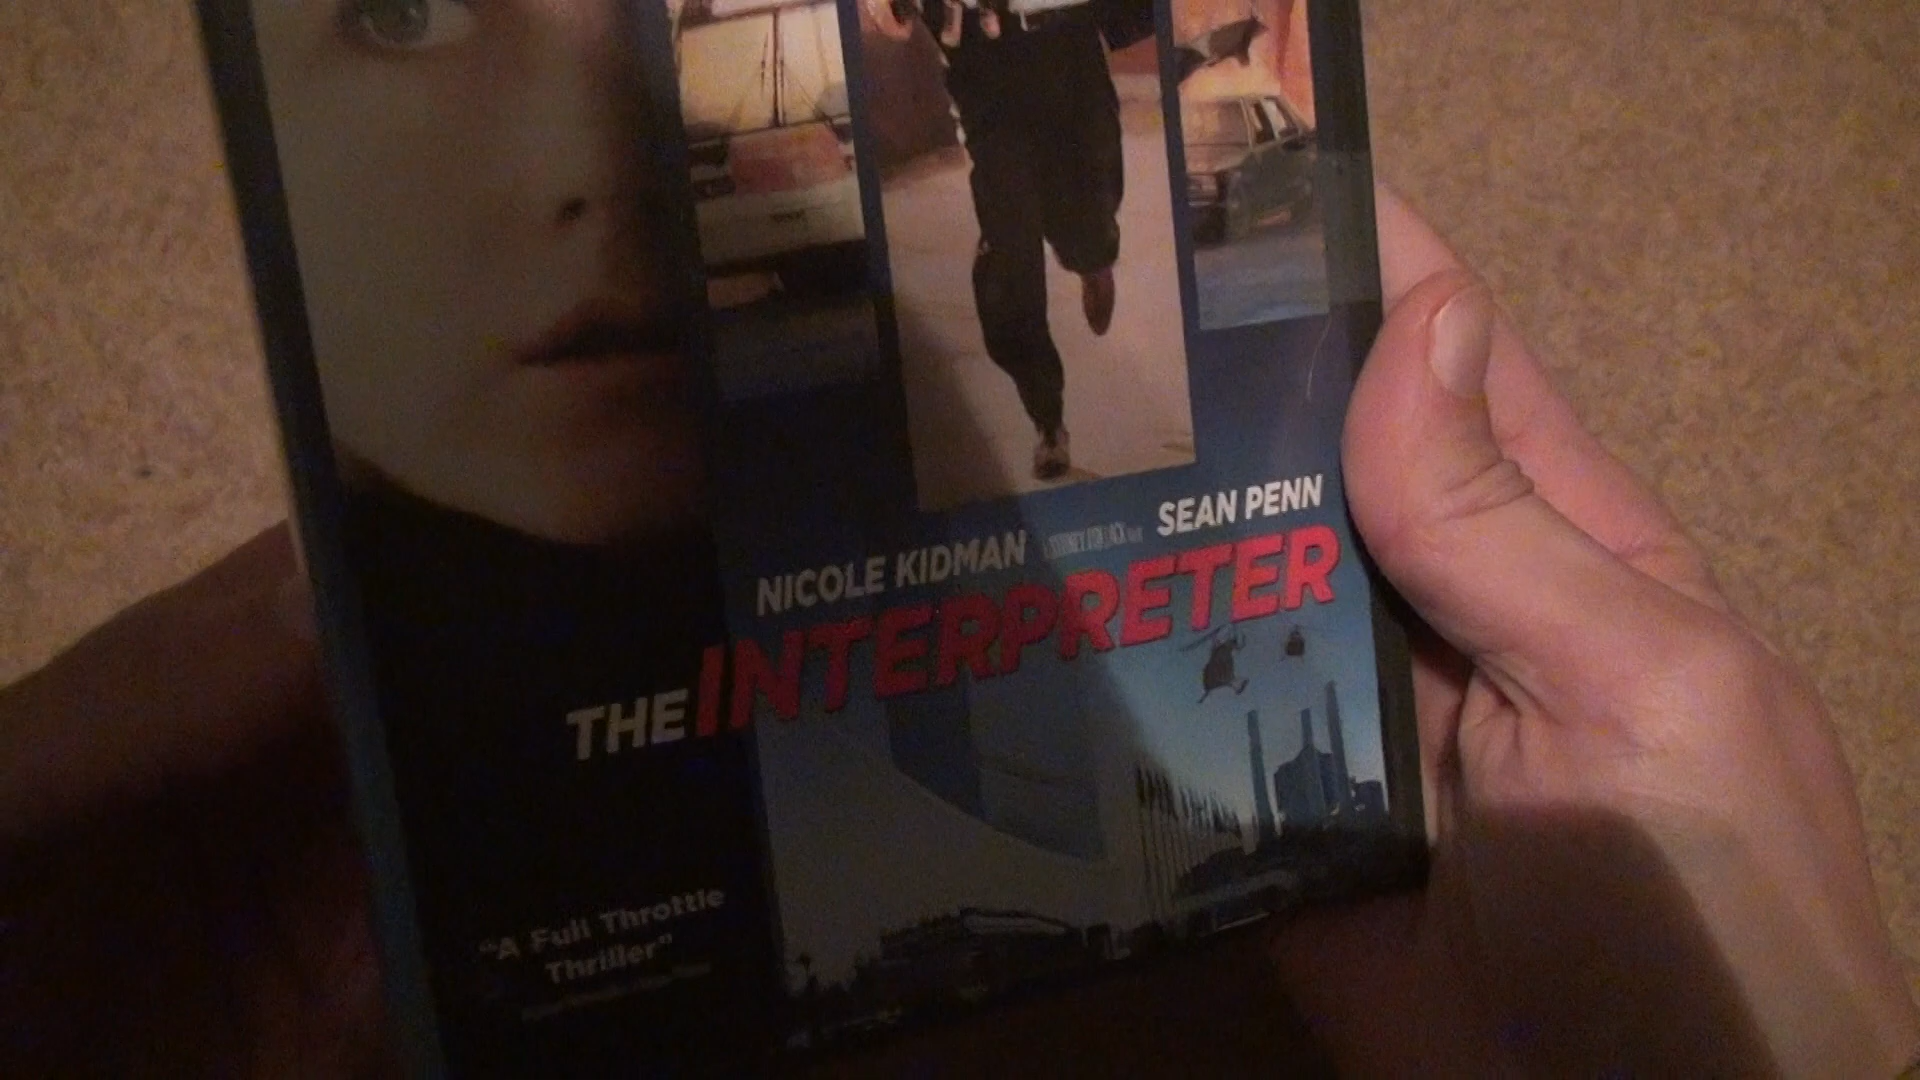 NICOLE KIDMAN SEAN PENN
THE INTERPRETER
"A Full Throttle
Thriller"